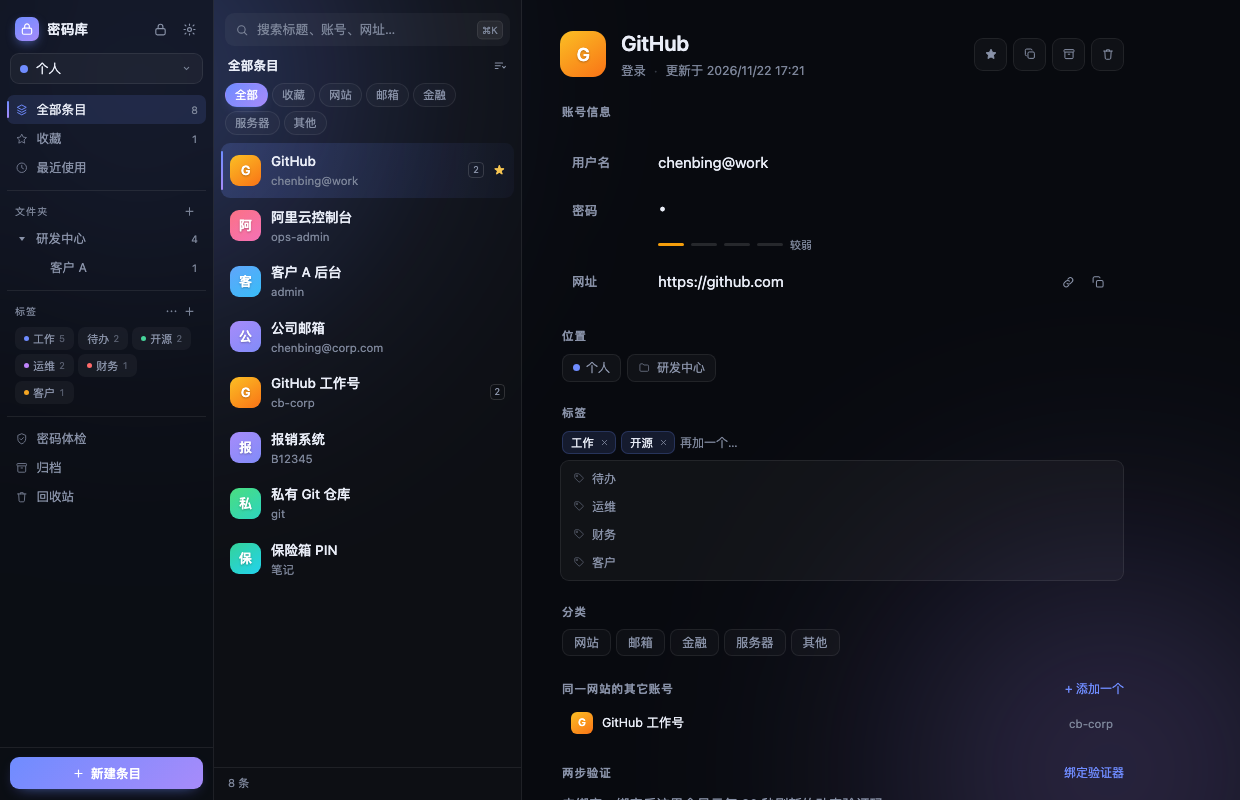 密码库
个人
全部条目 8
收藏 1
最近使用
文件夹
研发中心 4
客户 A 1
标签
工作 5 待办 2 开源 2
运维 2 财务 1
客户 1
密码体检
归档
回收站
新建条目
搜索标题、账号、网址... ⌘K
全部条目
全部 收藏 网站 邮箱 金融
服务器 其他
G GitHub 2
chenbing@work
阿 阿里云控制台
ops-admin
客 客户 A 后台
admin
公 公司邮箱
chenbing@corp.com
G GitHub 工作号 2
cb-corp
报 报销系统
B12345
私 私有 Git 仓库
git
保 保险箱 PIN
笔记
8 条
G GitHub
登录 · 更新于 2026/11/22 17:21
账号信息
用户名 chenbing@work
密码 •
较弱
网址 https://github.com
位置
个人 研发中心
标签
工作 × 开源 × 再加一个...
待办
运维
财务
客户
分类
网站 邮箱 金融 服务器 其他
同一网站的其它账号 + 添加一个
G GitHub 工作号 cb-corp
两步验证 绑定验证器